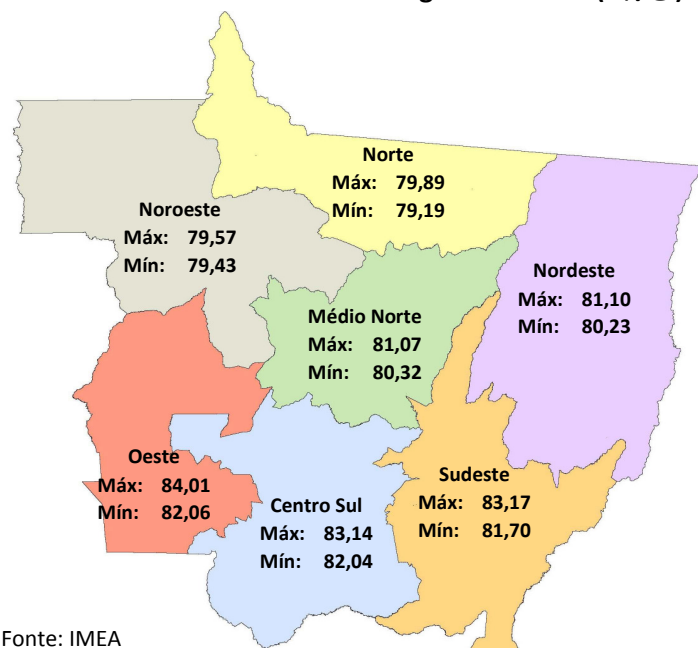 Norte
Máx: 79,89
Mín: 79,19
Noroeste
Máx: 79,57
Mín: 79,43
Nordeste
Máx: 81,10
Mín: 80,23
Médio Norte
Máx: 81,07
Mín: 80,32
Oeste
Máx: 84,01
Mín: 82,06
Centro Sul
Máx: 83,14
Mín: 82,04
Sudeste
Máx: 83,17
Mín: 81,70
Fonte: IMEA